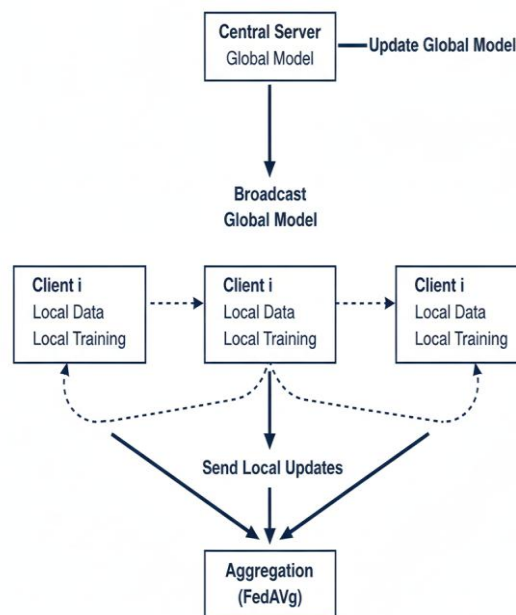 Central Server
Global Model
Update Global Model
Broadcast
Global Model
Client i
Local Data
Local Training
Client i
Local Data
Local Training
Client i
Local Data
Local Training
Send Local Updates
Aggregation
(FedAVg)